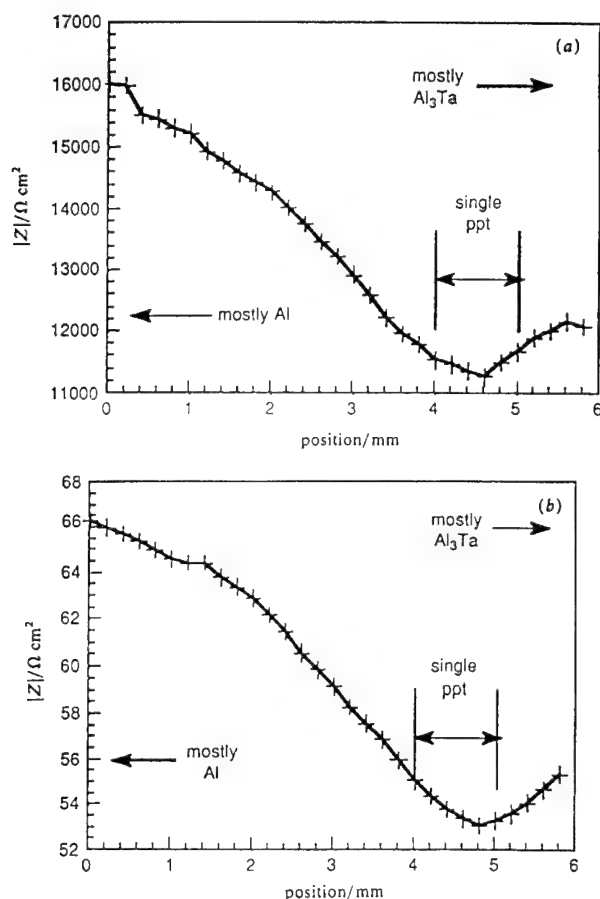 (a)
17000
16000
15000
14000
13000
12000
11000
|Z|/Ω cm²
mostly
Al₃Ta
single
ppt
mostly Al
0 1 2 3 4 5 6
position/mm
(b)
68
66
64
62
60
58
56
54
52
|Z|/Ω cm²
mostly
Al₃Ta
single
ppt
mostly
Al
0 1 2 3 4 5 6
position/mm